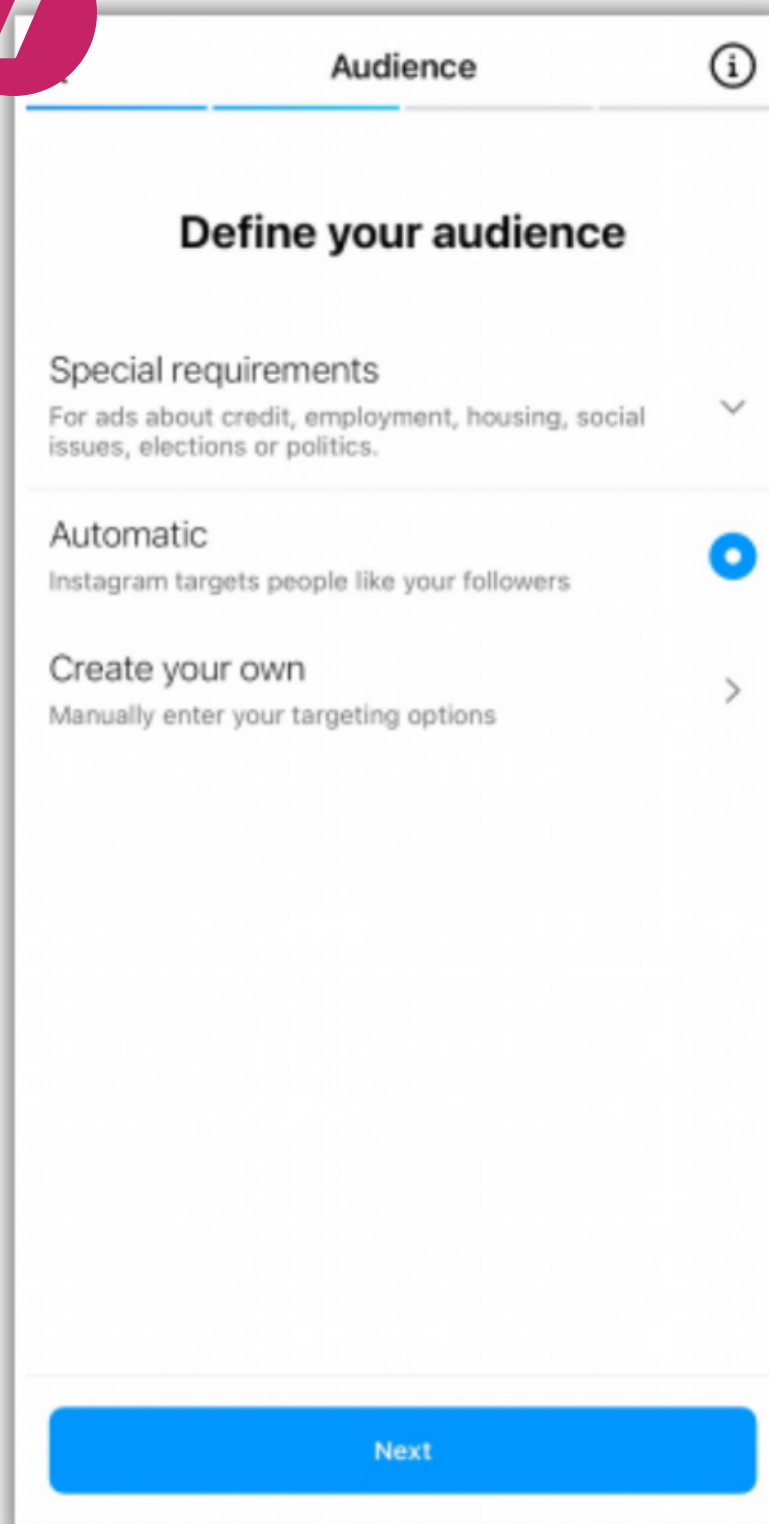 Audience
Define your audience
Special requirements
For ads about credit, employment, housing, social
issues, elections or politics.
Automatic
Instagram targets people like your followers
Create your own
Manually enter your targeting options
Next